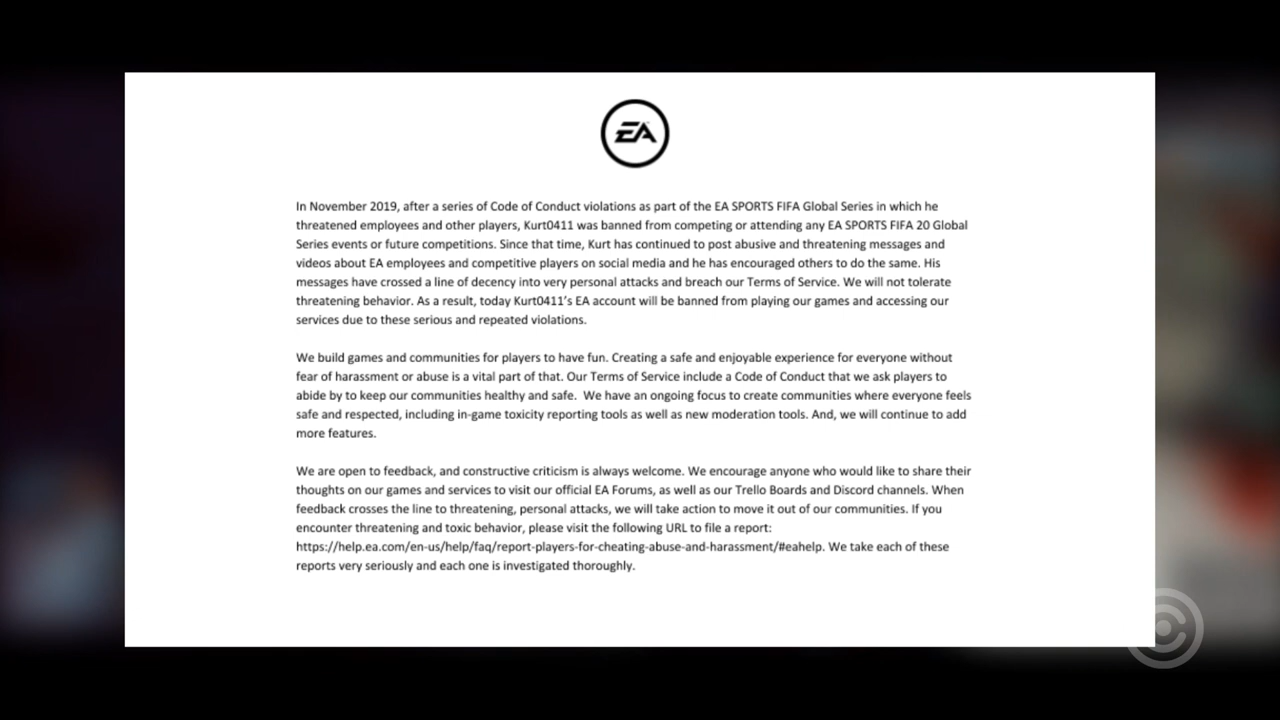 EA
In November 2019, after a series of Code of Conduct violations as part of the EA SPORTS FIFA Global Series in which he
threatened employees and other players, Kurt0411 was banned from competing or attending any EA SPORTS FIFA 20 Global
Series events or future competitions. Since that time, Kurt has continued to post abusive and threatening messages and
videos about EA employees and competitive players on social media and he has encouraged others to do the same. His
messages have crossed a line of decency into very personal attacks and breach our Terms of Service. We will not tolerate
threatening behavior. As a result, today Kurt0411’s EA account will be banned from playing our games and accessing our
services due to these serious and repeated violations.
We build games and communities for players to have fun. Creating a safe and enjoyable experience for everyone without
fear of harassment or abuse is a vital part of that. Our Terms of Service include a Code of Conduct that we ask players to
abide by to keep our communities healthy and safe.  We have an ongoing focus to create communities where everyone feels
safe and respected, including in-game toxicity reporting tools as well as new moderation tools. And, we will continue to add
more features.
We are open to feedback, and constructive criticism is always welcome. We encourage anyone who would like to share their
thoughts on our games and services to visit our official EA Forums, as well as our Trello Boards and Discord channels. When
feedback crosses the line to threatening, personal attacks, we will take action to move it out of our communities. If you
encounter threatening and toxic behavior, please visit the following URL to file a report:
https://help.ea.com/en-us/help/faq/report-players-for-cheating-abuse-and-harassment/#eahelp. We take each of these
reports very seriously and each one is investigated thoroughly.